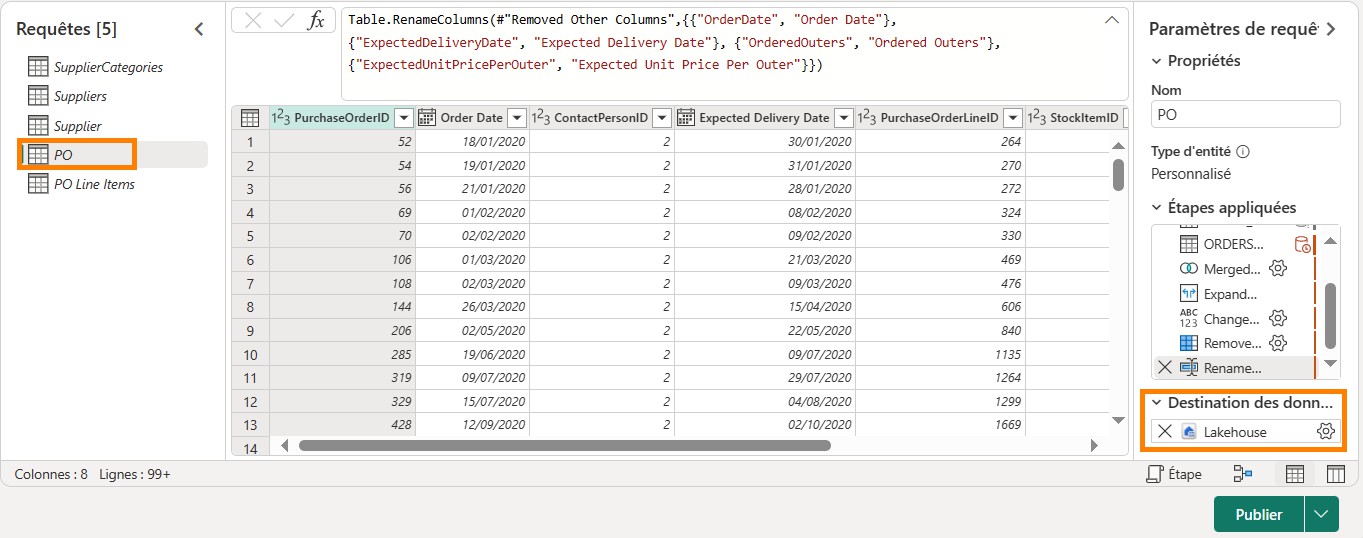 Requêtes [5]
SupplierCategories
Suppliers
Supplier
PO
PO Line Items
fx
Table.RenameColumns(#"Removed Other Columns",{{"OrderDate", "Order Date"},
{"ExpectedDeliveryDate", "Expected Delivery Date"}, {"OrderedOuters", "Ordered Outers"},
{"ExpectedUnitPricePerOuter", "Expected Unit Price Per Outer"}})
123 PurchaseOrderID Order Date 123 ContactPersonID Expected Delivery Date 123 PurchaseOrderLineID 123 StockItemID
1 52 18/01/2020 2 30/01/2020 264
2 54 19/01/2020 2 31/01/2020 270
3 56 21/01/2020 2 28/01/2020 272
4 69 01/02/2020 2 08/02/2020 324
5 70 02/02/2020 2 09/02/2020 330
6 106 01/03/2020 2 21/03/2020 469
7 108 02/03/2020 2 09/03/2020 476
8 144 26/03/2020 2 15/04/2020 606
9 206 02/05/2020 2 22/05/2020 840
10 285 19/06/2020 2 09/07/2020 1135
11 319 09/07/2020 2 29/07/2020 1264
12 329 15/07/2020 2 04/08/2020 1299
13 428 12/09/2020 2 02/10/2020 1669
14
Paramètres de requêt
Propriétés
Nom
PO
Type d'entité
Personnalisé
Étapes appliquées
ORDERS...
Merged...
Expand...
ABC
123
Change...
Remove...
Rename...
Destination des donn...
Lakehouse
Colonnes : 8 Lignes : 99+
Étape
Publier